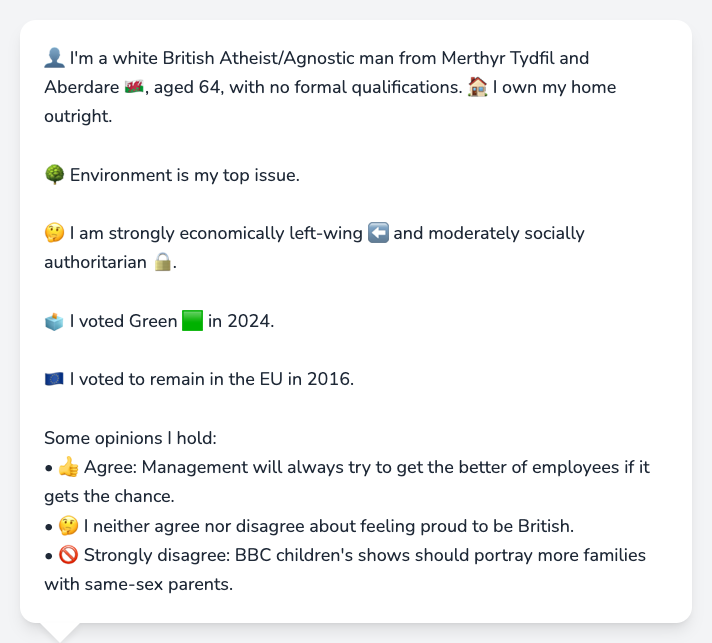 👤 I'm a white British Atheist/Agnostic man from Merthyr Tydfil and
Aberdare 🏴󠁧󠁢󠁷󠁬󠁳󠁿, aged 64, with no formal qualifications. 🏠 I own my home
outright.
🌳 Environment is my top issue.
🤔 I am strongly economically left-wing ⬅️ and moderately socially
authoritarian 🔒.
🗳️ I voted Green 🟩 in 2024.
🇪🇺 I voted to remain in the EU in 2016.
Some opinions I hold:
• 👍 Agree: Management will always try to get the better of employees if it
gets the chance.
• 🤔 I neither agree nor disagree about feeling proud to be British.
• 🚫 Strongly disagree: BBC children's shows should portray more families
with same-sex parents.